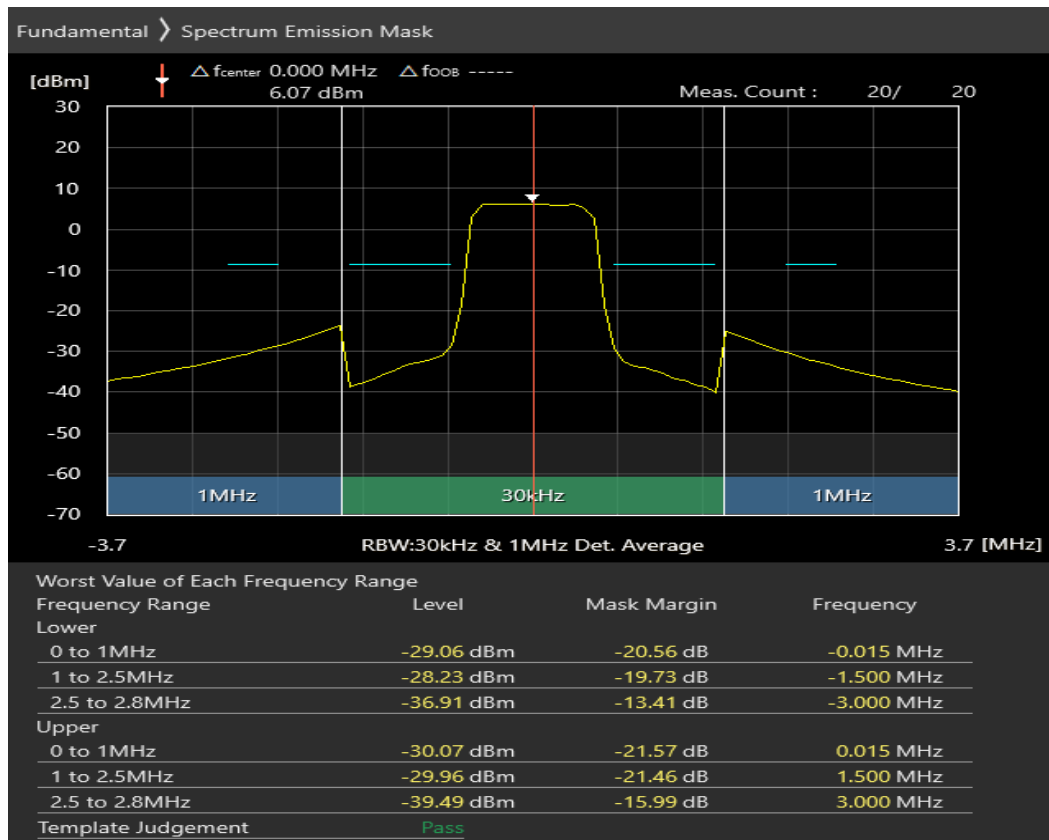 Fundamental 〉 Spectrum Emission Mask
[dBm] △ fcenter 0.000 MHz △ fOOB -----
6.07 dBm Meas. Count : 20/ 20
30
20
10
0
-10
-20
-30
-40
-50
-60
1MHz 30kHz 1MHz
-70
-3.7 RBW:30kHz & 1MHz Det. Average 3.7 [MHz]
Worst Value of Each Frequency Range
Frequency Range Level Mask Margin Frequency
Lower
0 to 1MHz -29.06 dBm -20.56 dB -0.015 MHz
1 to 2.5MHz -28.23 dBm -19.73 dB -1.500 MHz
2.5 to 2.8MHz -36.91 dBm -13.41 dB -3.000 MHz
Upper
0 to 1MHz -30.07 dBm -21.57 dB 0.015 MHz
1 to 2.5MHz -29.96 dBm -21.46 dB 1.500 MHz
2.5 to 2.8MHz -39.49 dBm -15.99 dB 3.000 MHz
Template Judgement Pass